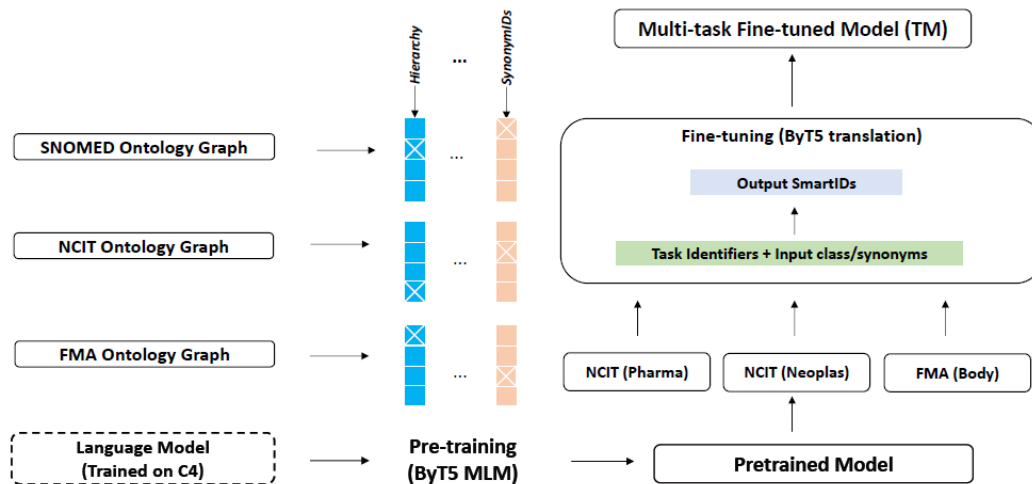 Hierarchy
...
SynonymIDs
SNOMED Ontology Graph
...
NCIT Ontology Graph
...
FMA Ontology Graph
...
Language Model
(Trained on C4)
Pre-training
(ByT5 MLM)
Multi-task Fine-tuned Model (TM)
Fine-tuning (ByT5 translation)
Output SmartIDs
Task Identifiers + Input class/synonyms
NCIT (Pharma)
NCIT (Neoplas)
FMA (Body)
Pretrained Model